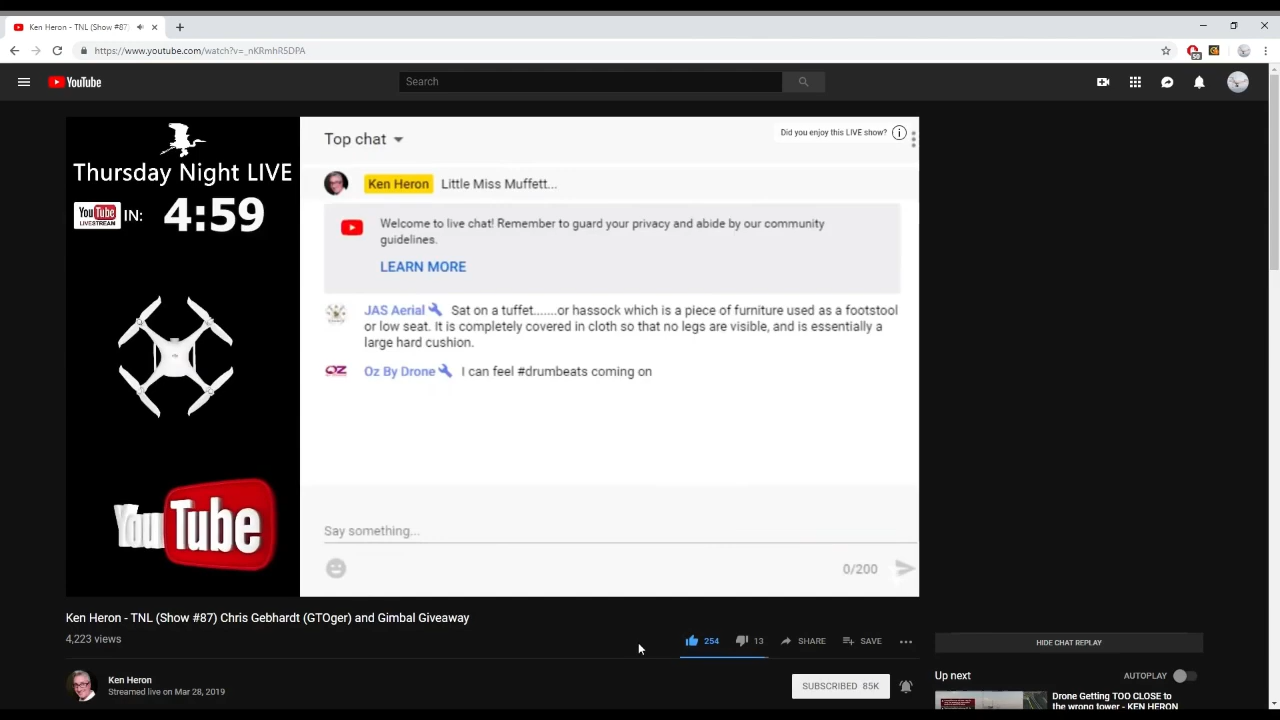 Ken Heron - TNL (Show #87)
https://www.youtube.com/watch?v=_nKRmhR5DPA
50
YouTube
Search
Thursday Night LIVE
You Tube
LIVESTREAM
IN:
4:59
YouTube
Top chat
Did you enjoy this LIVE show?
Ken Heron Little Miss Muffett...
Welcome to live chat! Remember to guard your privacy and abide by our community
guidelines.
LEARN MORE
JAS Aerial Sat on a tuffet.......or hassock which is a piece of furniture used as a footstool
or low seat. It is completely covered in cloth so that no legs are visible, and is essentially a
large hard cushion.
OZ
Oz By Drone I can feel #drumbeats coming on
Say something...
0/200
Ken Heron - TNL (Show #87) Chris Gebhardt (GTOger) and Gimbal Giveaway
4,223 views
254
13
SHARE
SAVE
HIDE CHAT REPLAY
Ken Heron
Streamed live on Mar 28, 2019
SUBSCRIBED 85K
Up next
AUTOPLAY
Drone Getting TOO CLOSE to
the wrong tower - KEN HERON